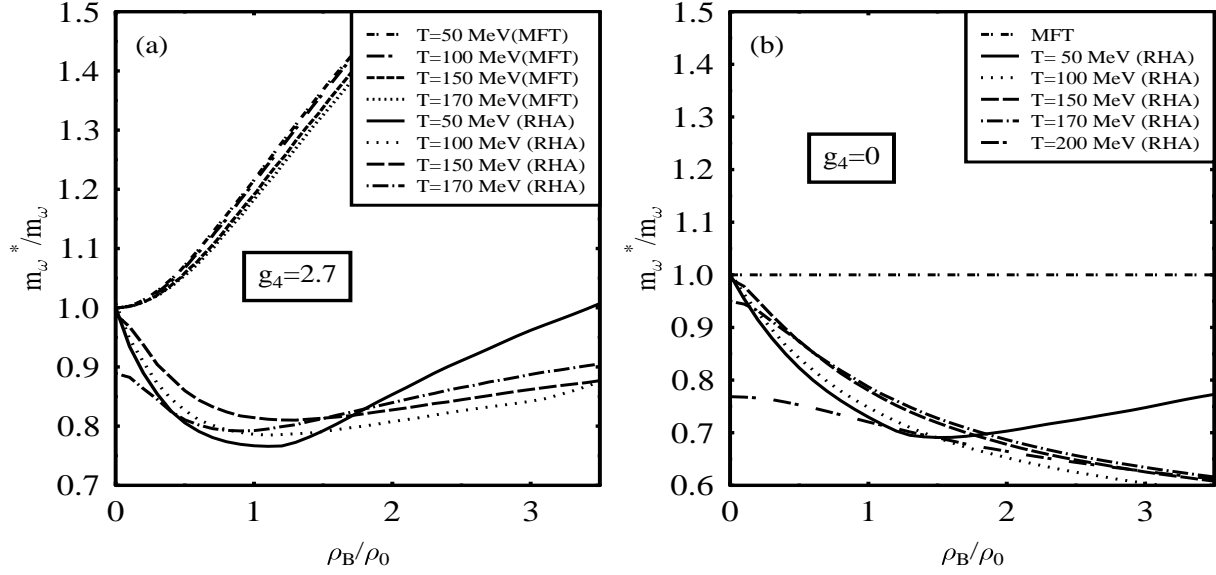 (a)
T=50 MeV(MFT)
T=100 MeV(MFT)
T=150 MeV(MFT)
T=170 MeV(MFT)
T=50 MeV (RHA)
T=100 MeV (RHA)
T=150 MeV (RHA)
T=170 MeV (RHA)
g₄=2.7
m_ω*/m_ω
1.5
1.4
1.3
1.2
1.1
1.0
0.9
0.8
0.7
0 1 2 3
ρ_B/ρ_0
(b)
MFT
T= 50 MeV (RHA)
T=100 MeV (RHA)
T=150 MeV (RHA)
T=170 MeV (RHA)
T=200 MeV (RHA)
g₄=0
m_ω*/m_ω
1.5
1.4
1.3
1.2
1.1
1.0
0.9
0.8
0.7
0.6
0 1 2 3
ρ_B/ρ_0